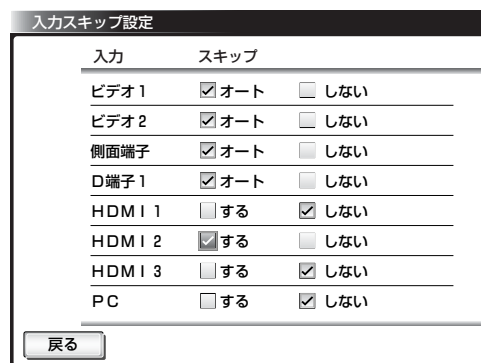 入力スキップ設定
入力 スキップ
ビデオ1 オート しない
ビデオ2 オート しない
側面端子 オート しない
D端子1 オート しない
HDMI 1 する しない
HDMI 2 する しない
HDMI 3 する しない
PC する しない
戻る